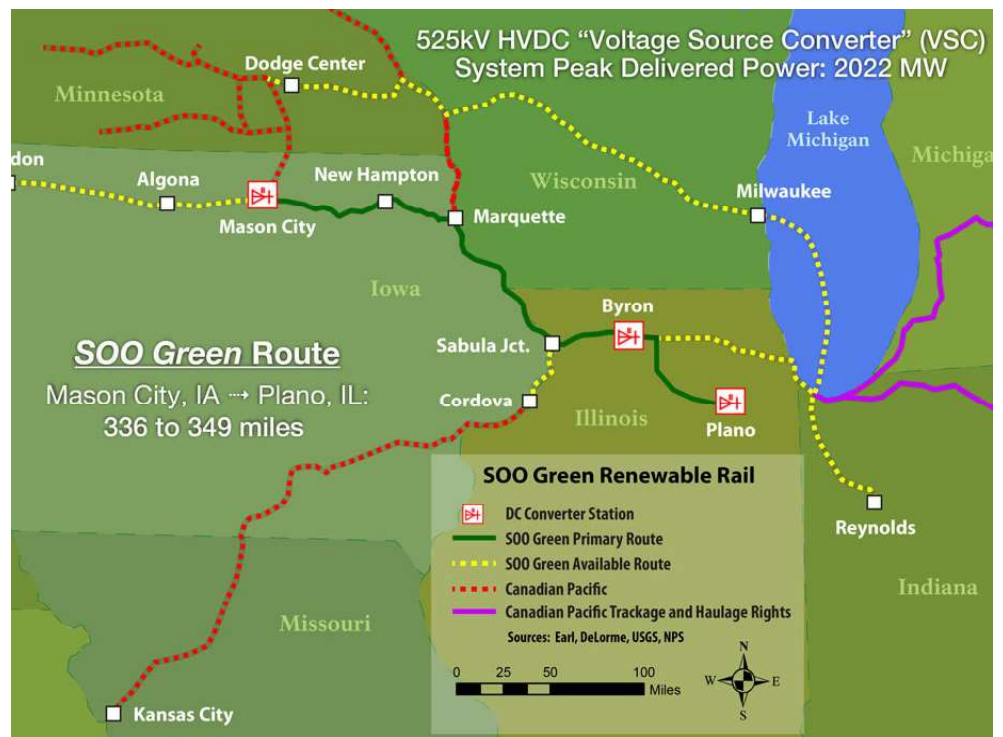 525kV HVDC “Voltage Source Converter” (VSC)
System Peak Delivered Power: 2022 MW
Dodge Center
Minnesota
Lake
Michigan
Michiga
don
Algona
New Hampton
Wisconsin
Milwaukee
Mason City
Marquette
Iowa
Byron
SOO Green Route
Sabula Jct.
Mason City, IA ⇢ Plano, IL:
336 to 349 miles
Cordova
Illinois
Plano
SOO Green Renewable Rail
DC Converter Station
SOO Green Primary Route
SOO Green Available Route
Canadian Pacific
Canadian Pacific Trackage and Haulage Rights
Sources: Earl, DeLorme, USGS, NPS
Reynolds
Indiana
Missouri
0 25 50 100
Miles
N
W E
S
Kansas City